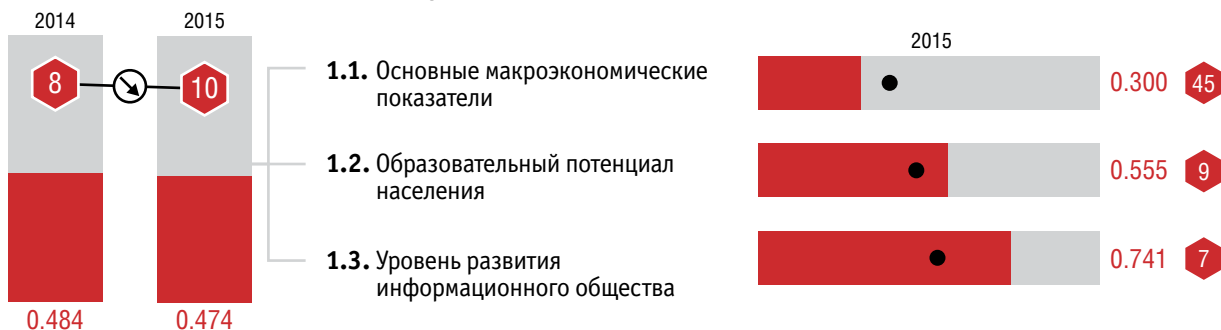 2014
2015
8
10
0.484
0.474
1.1. Основные макроэкономические
показатели
1.2. Образовательный потенциал
населения
1.3. Уровень развития
информационного общества
2015
0.300 45
0.555 9
0.741 7